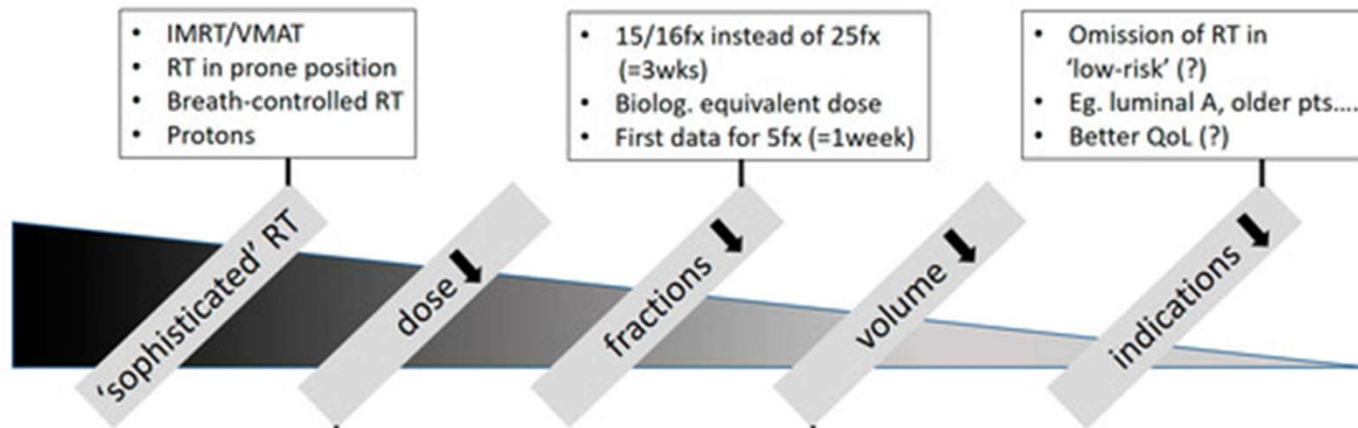 • IMRT/VMAT
• RT in prone position
• Breath-controlled RT
• Protons
• 15/16fx instead of 25fx
(=3wks)
• Biolog. equivalent dose
• First data for 5fx (=1week)
• Omission of RT in
'low-risk' (?)
• Eg. luminal A, older pts....
• Better QoL (?)
'sophisticated' RT
dose
fractions
volume
indications